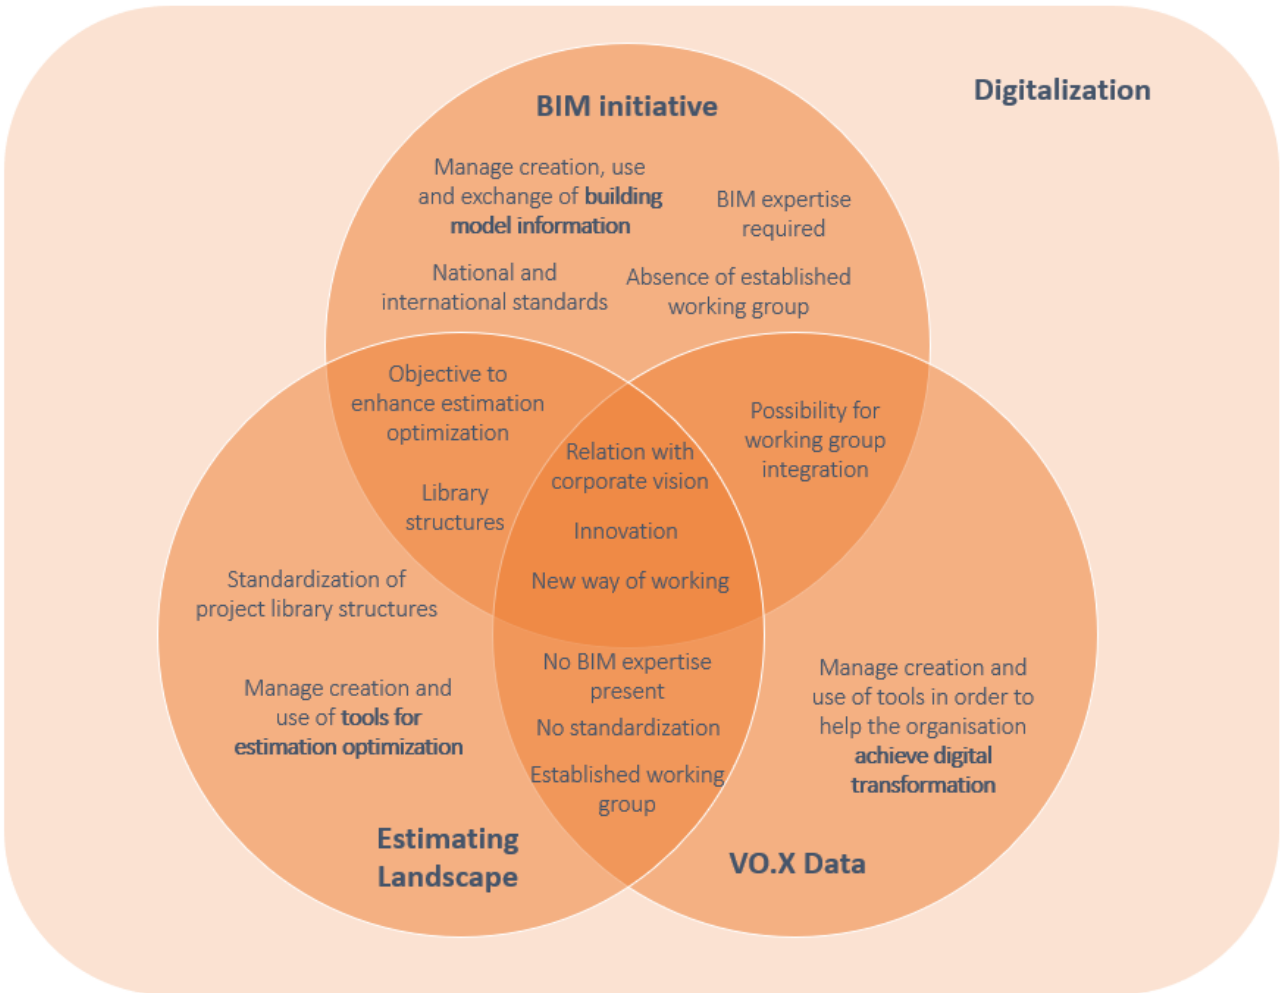 Digitalization
BIM initiative
Manage creation, use
and exchange of building
model information
BIM expertise
required
National and
international standards
Absence of established
working group
Objective to
enhance estimation
optimization
Library
structures
Relation with
corporate vision
Innovation
New way of working
Possibility for
working group
integration
Standardization of
project library structures
Manage creation and
use of tools for
estimation optimization
No BIM expertise
present
No standardization
Established working
group
Manage creation and
use of tools in order to
help the organisation
achieve digital
transformation
Estimating
Landscape
VO.X Data